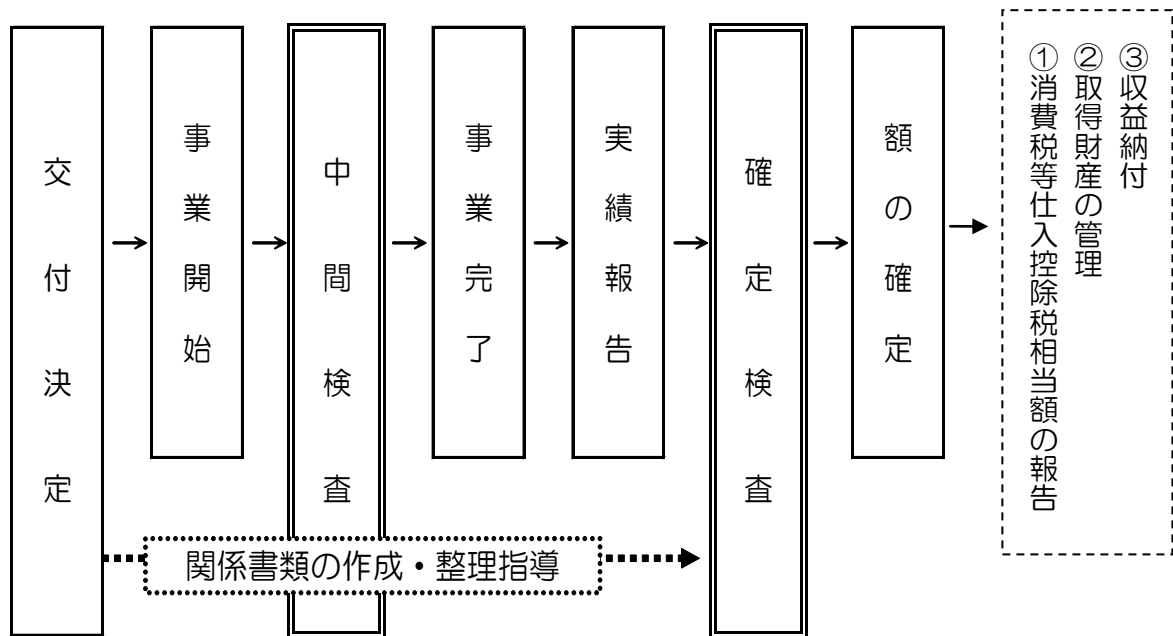 交付決定
事業開始
中間検査
事業完了
実績報告
確定検査
額の確定
③収益納付
②取得財産の管理
①消費税等仕入控除税相当額の報告
関係書類の作成・整理指導